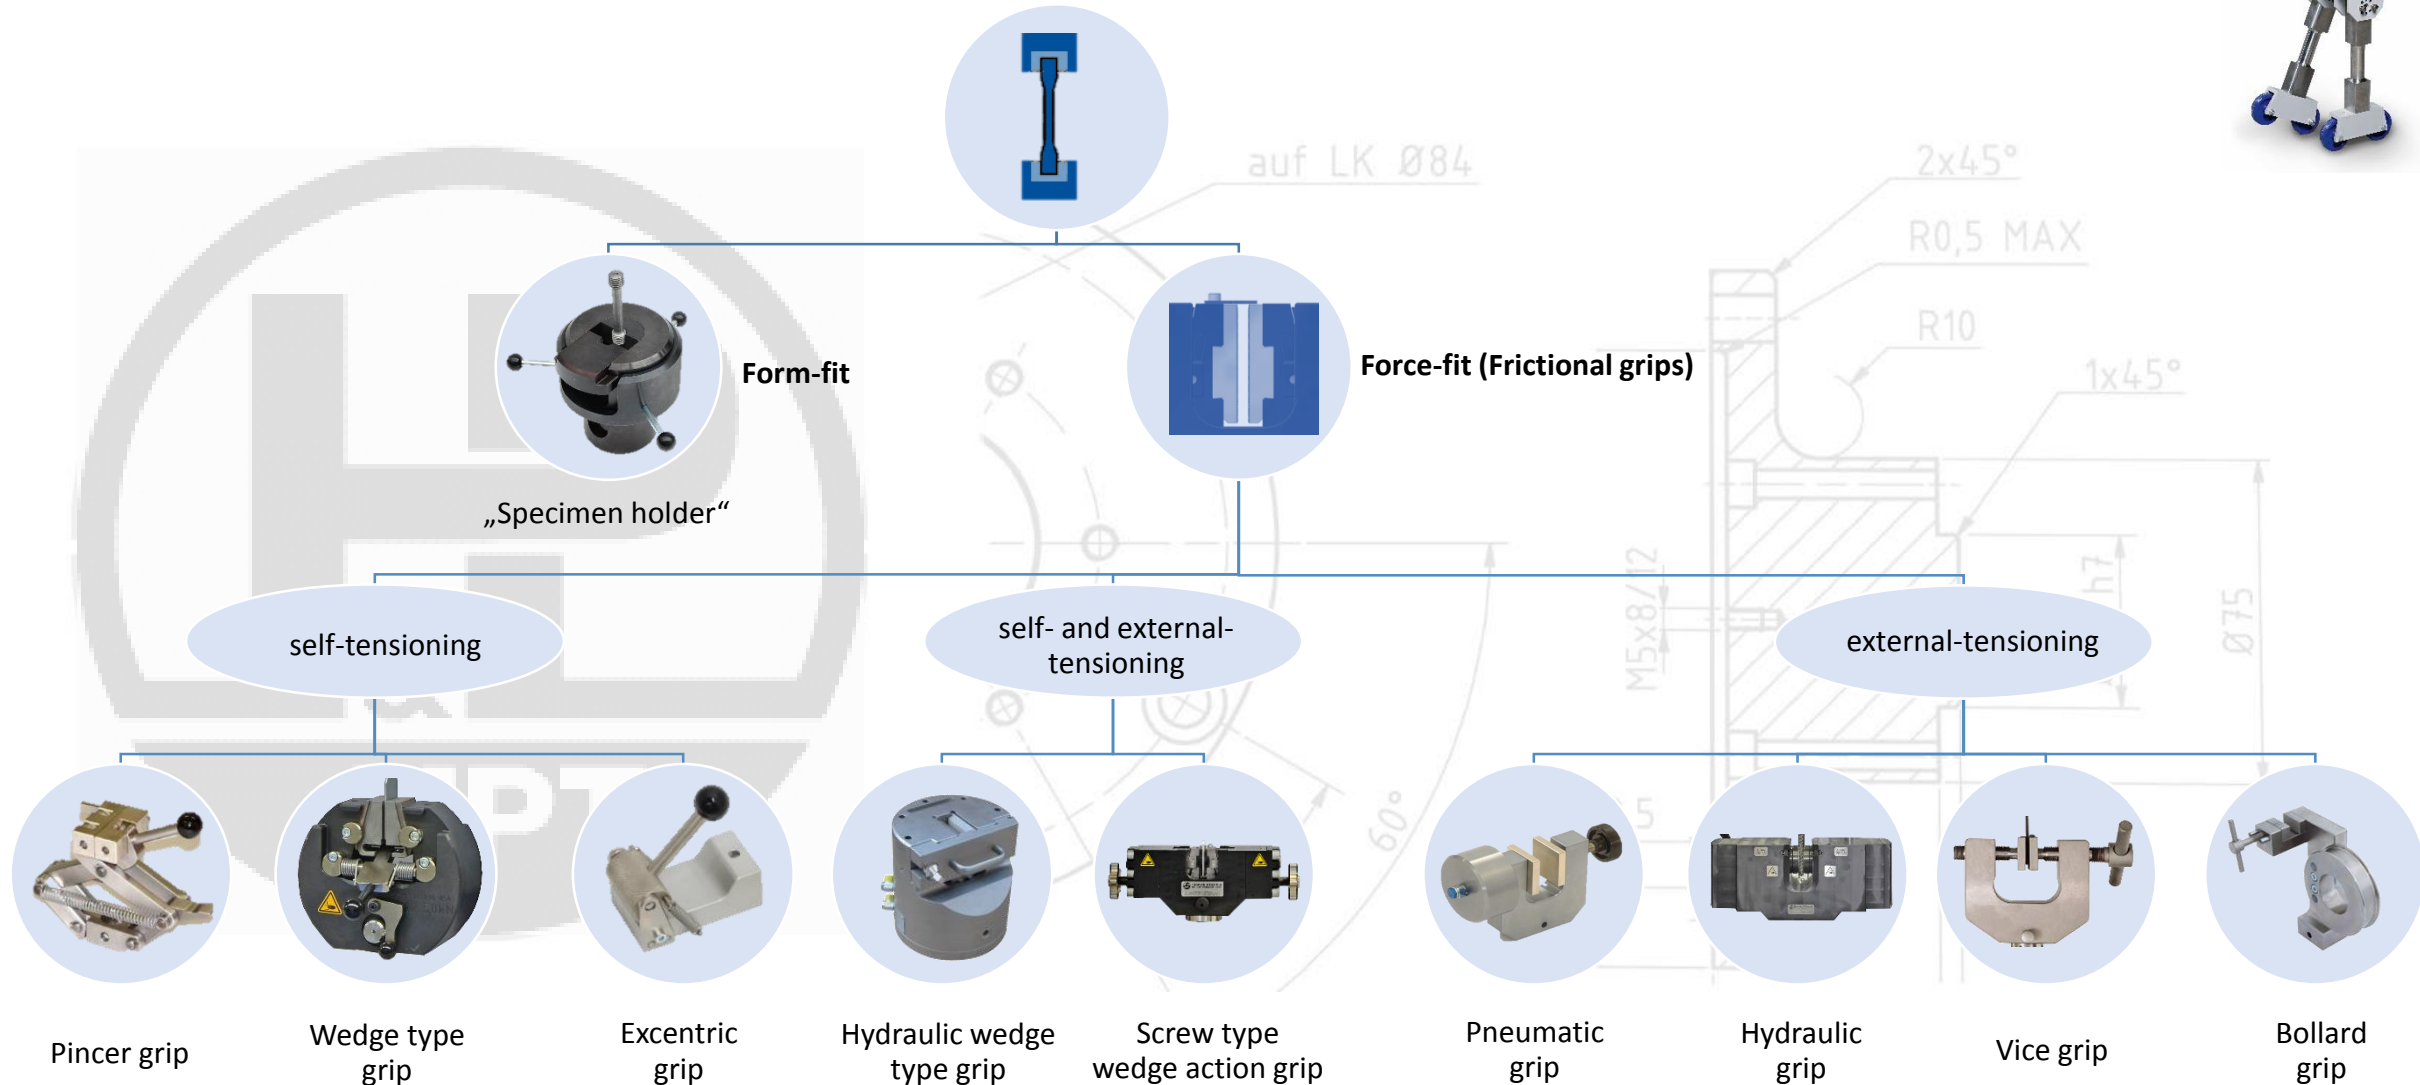 auf LK Ø84
2x45°
R0,5 MAX
R10
1x45°
Form-fit
Force-fit (Frictional grips)
„Specimen holder“
M5x8/12
h7
Ø75
self-tensioning
self- and external-
tensioning
external-tensioning
60°
5
Pincer grip
Wedge type
grip
Excentric
grip
Hydraulic wedge
type grip
Screw type
wedge action grip
Pneumatic
grip
Hydraulic
grip
Vice grip
Bollard
grip